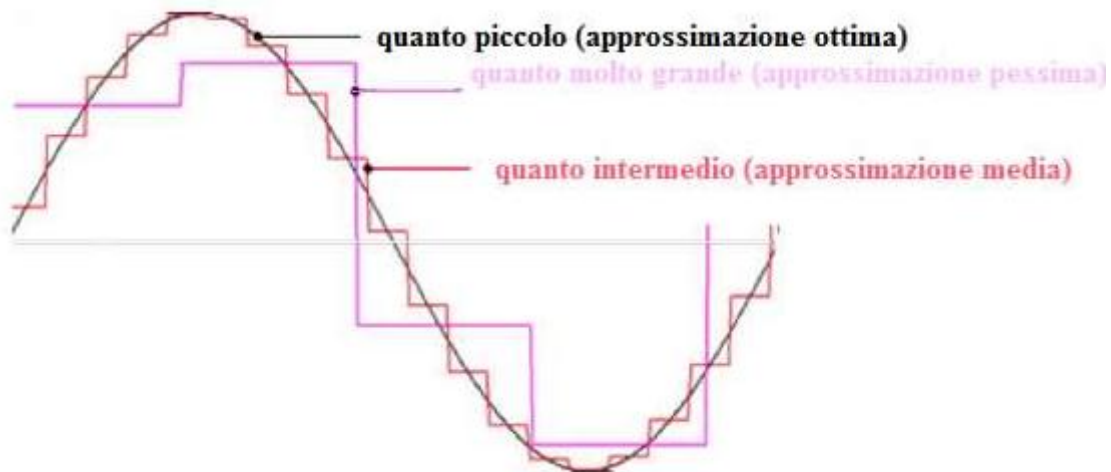 quanto piccolo (approssimazione ottima)
quanto molto grande (approssimazione pessima)
quanto intermedio (approssimazione media)